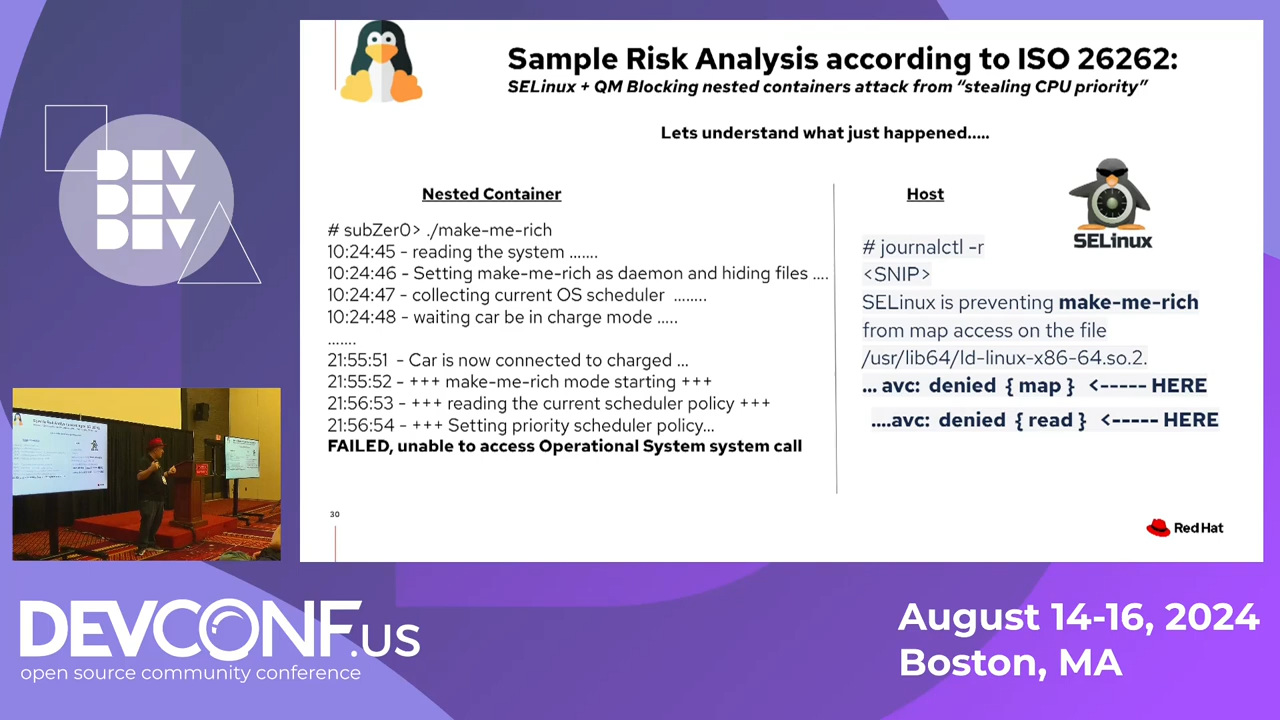 Sample Risk Analysis according to ISO 26262:
SELinux + QM Blocking nested containers attack from “stealing CPU priority”
Lets understand what just happened.....
Nested Container
# subZer0> ./make-me-rich
10:24:45 - reading the system .......
10:24:46 - Setting make-me-rich as daemon and hiding files ....
10:24:47 - collecting current OS scheduler ........
10:24:48 - waiting car be in charge mode .....
.......
21:55:51 - Car is now connected to charged ...
21:55:52 - +++ make-me-rich mode starting +++
21:56:53 - +++ reading the current scheduler policy +++
21:56:54 - +++ Setting priority scheduler policy...
FAILED, unable to access Operational System system call
Host
SELinux
# journalctl -r
<SNIP>
SELinux is preventing make-me-rich
from map access on the file
/usr/lib64/ld-linux-x86-64.so.2.
... avc: denied { map } <----- HERE
....avc: denied { read } <----- HERE
30
Red Hat
DEV
DEV
DEV
DEVCONF.US
open source community conference
August 14-16, 2024
Boston, MA